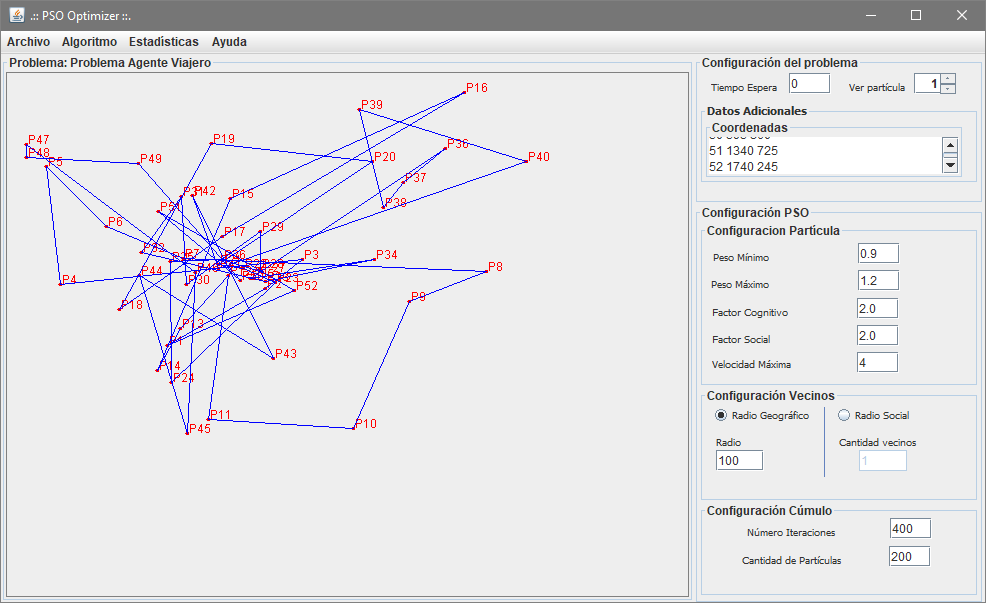 .:: PSO Optimizer ::.
Archivo Algoritmo Estadísticas Ayuda
Problema: Problema Agente Viajero
P16
P39
P47
P48
P5
P19
P36
P20
P40
P49
P37
P42
P15
P38
P6
P17
P29
P3
P34
P8
P4
P44
P30
P52
P9
P18
P13
P1
P43
P14
P24
P11
P10
P45
Configuración del problema
Tiempo Espera 0 Ver partícula 1
Datos Adicionales
Coordenadas
51 1340 725
52 1740 245
Configuración PSO
Configuracion Partícula
Peso Mínimo 0.9
Peso Máximo 1.2
Factor Cognitivo 2.0
Factor Social 2.0
Velocidad Máxima 4
Configuración Vecinos
Radio Geográfico Radio Social
Radio Cantidad vecinos
100 1
Configuración Cúmulo
Número Iteraciones 400
Cantidad de Partículas 200